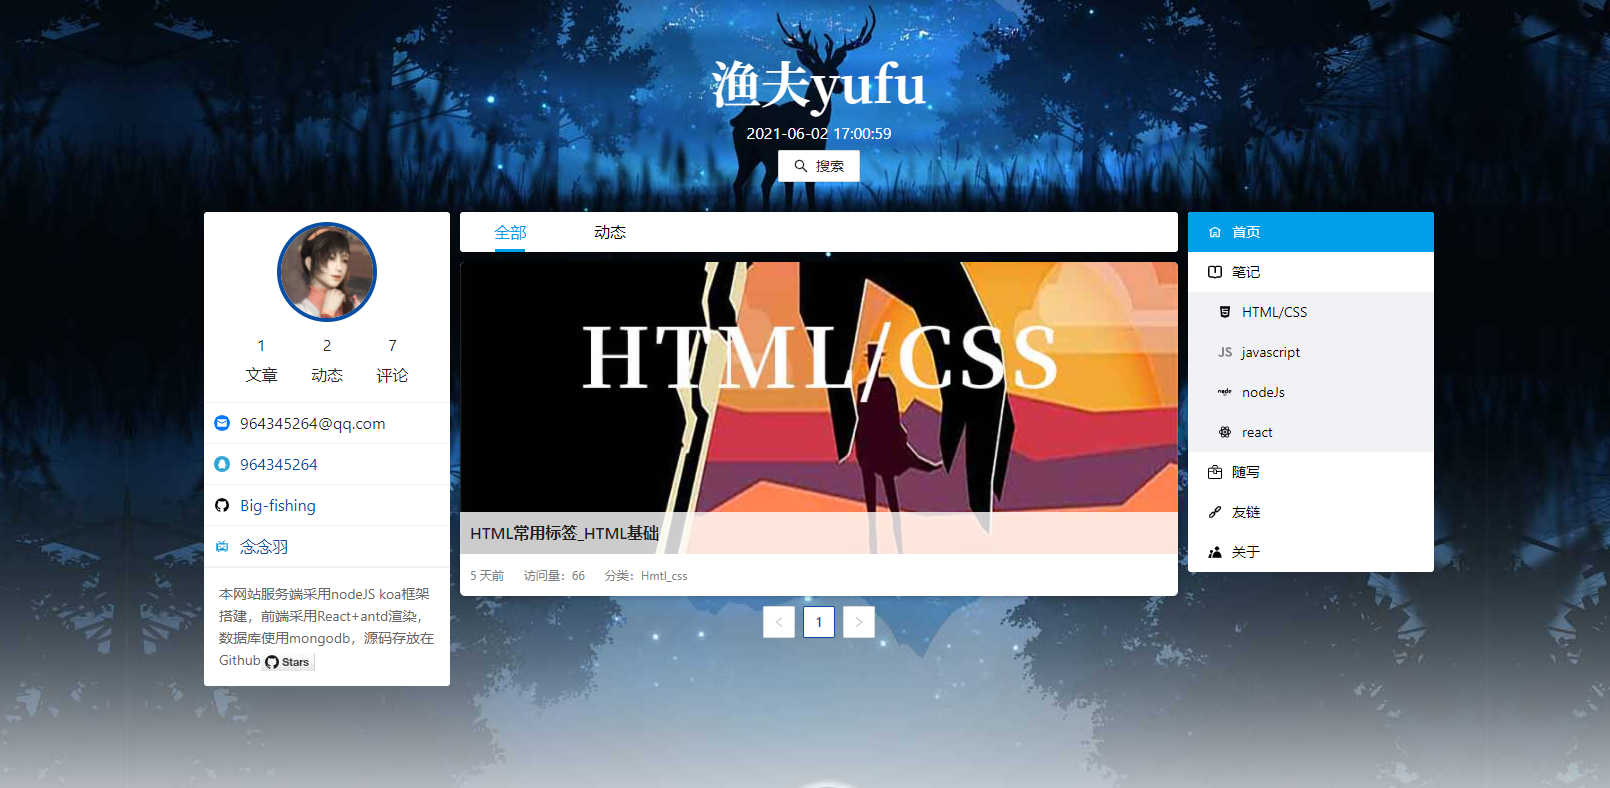 渔夫yufu
2021-06-02 17:00:59
搜索
1 2 7
文章 动态 评论
964345264@qq.com
964345264
Big-fishing
念念羽
本网站服务端采用nodeJS koa框架
搭建，前端采用React+antd渲染，
数据库使用mongodb，源码存放在
Github Stars
全部 动态
HTML/CSS
HTML常用标签_HTML基础
5 天前 访问量：66 分类：Hmtl_css
1
首页
笔记
HTML/CSS
JS javascript
nodeJs
react
随写
友链
关于